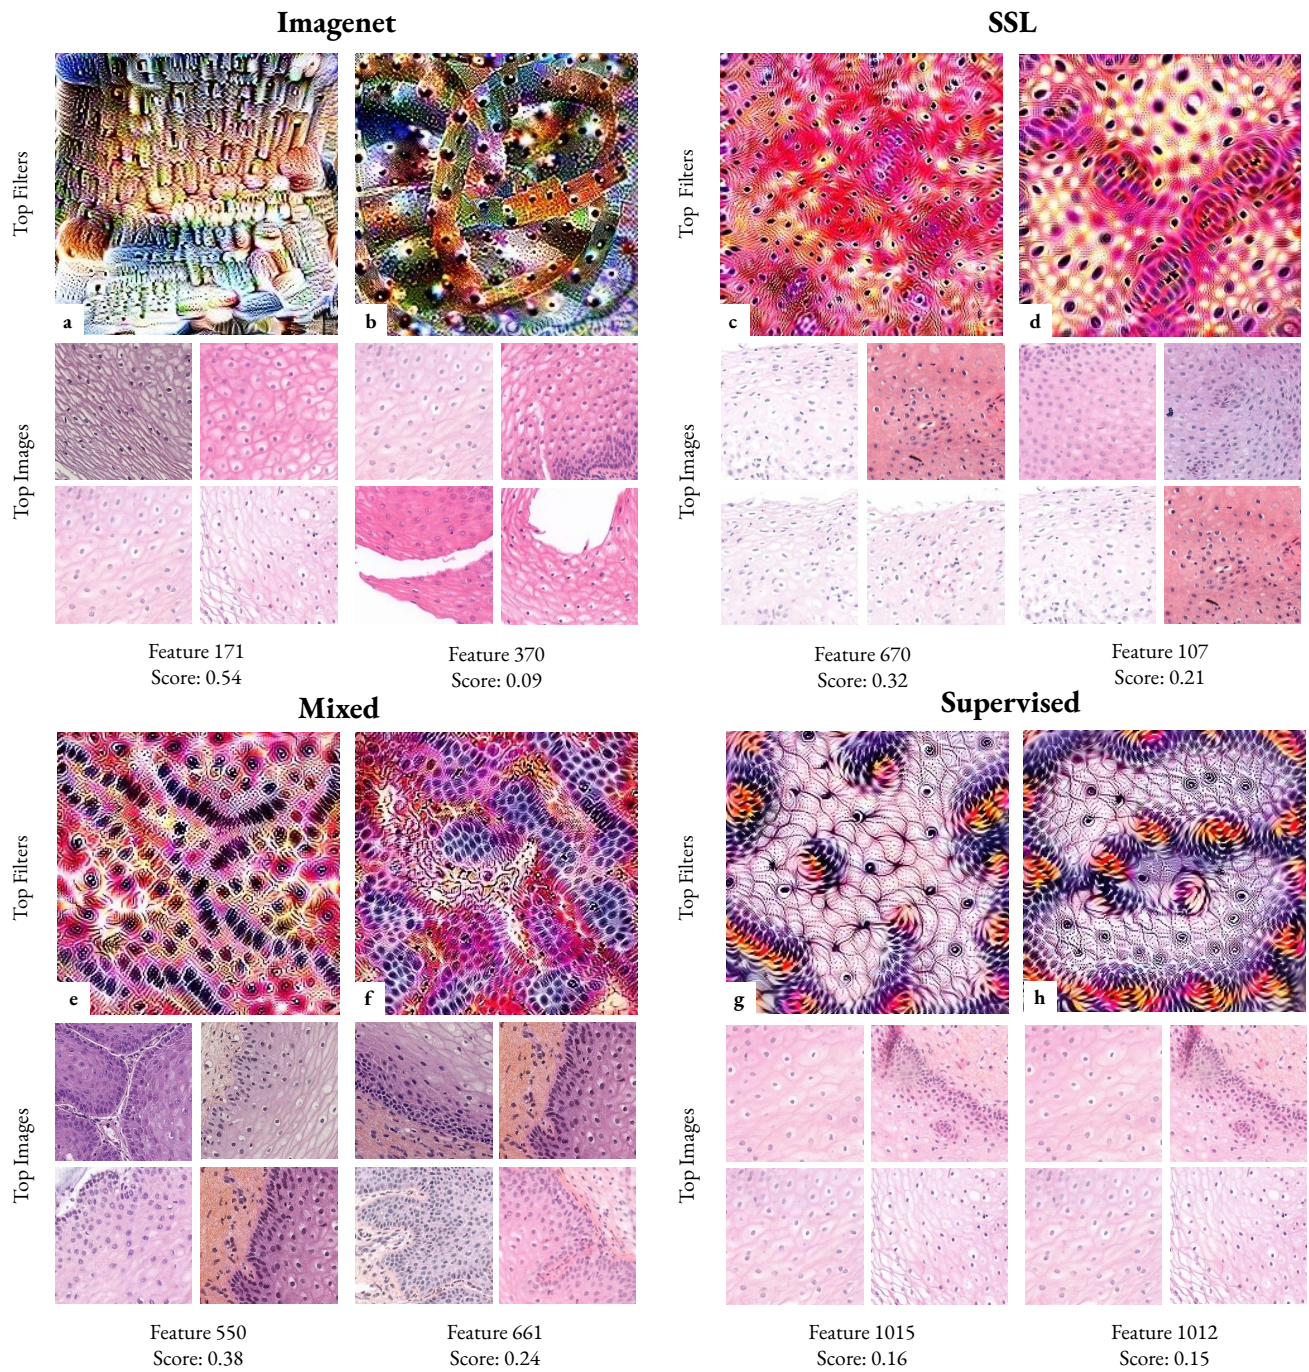 Imagenet
SSL
Top Filters
a
b
Top Filters
c
d
Top Images
Top Images
Feature 171
Score: 0.54
Feature 370
Score: 0.09
Feature 670
Score: 0.32
Feature 107
Score: 0.21
Mixed
Supervised
Top Filters
e
f
Top Filters
g
h
Top Images
Top Images
Feature 550
Score: 0.38
Feature 661
Score: 0.24
Feature 1015
Score: 0.16
Feature 1012
Score: 0.15